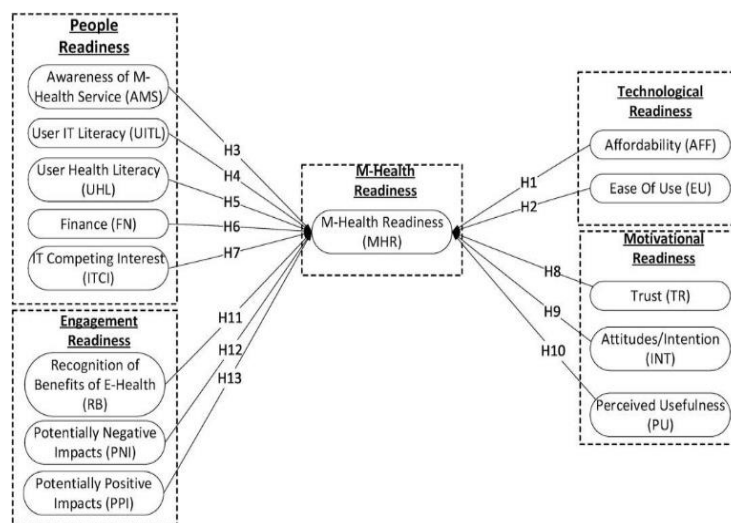 People
Readiness
Awareness of M-
Health Service (AMS)
User IT Literacy (UITL)
User Health Literacy
(UHL)
Finance (FN)
IT Competing Interest
(ITCI)
H3
H4
H5
H6
H7
Engagement
Readiness
Recognition of
Benefits of E-Health
(RB)
Potentially Negative
Impacts (PNI)
Potentially Positive
Impacts (PPI)
H11
H12
H13
M-Health
Readiness
M-Health Readiness
(MHR)
H1
H2
H8
H9
H10
Technological
Readiness
Affordability (AFF)
Ease Of Use (EU)
Motivational
Readiness
Trust (TR)
Attitudes/Intention
(INT)
Perceived Usefulness
(PU)